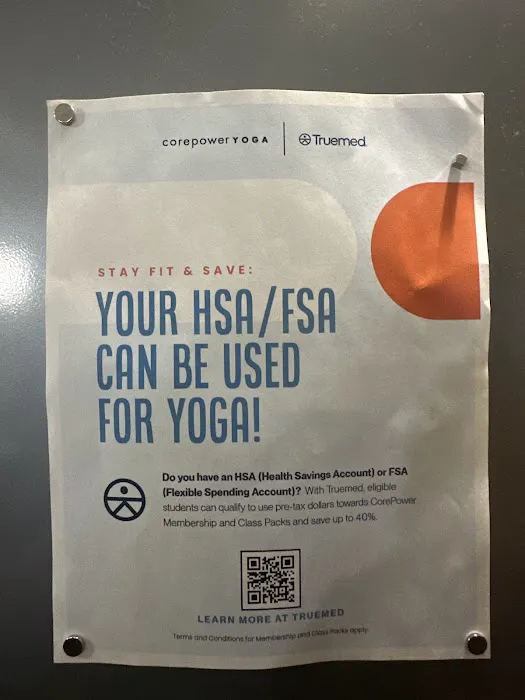 corepower YOGA | Truemed.
STAY FIT & SAVE:
YOUR HSA/FSA
CAN BE USED
FOR YOGA!
Do you have an HSA (Health Savings Account) or FSA
(Flexible Spending Account)? With Truemed, eligible
students can qualify to use pre-tax dollars towards CorePower
Membership and Class Packs and save up to 40%.
LEARN MORE AT TRUEMED
Terms and Conditions for Membership and Class Packs apply.